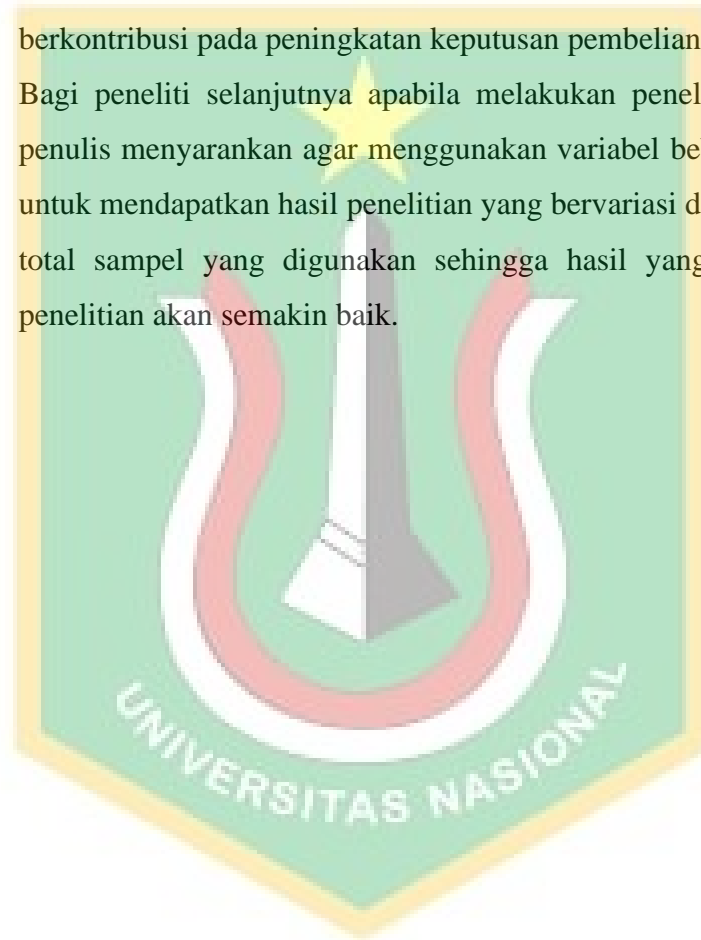 berkontribusi pada peningkatan keputusan pembelian
Bagi peneliti selanjutnya apabila melakukan penel
penulis menyarankan agar menggunakan variabel be
untuk mendapatkan hasil penelitian yang bervariasi d
total sampel yang digunakan sehingga hasil yang
penelitian akan semakin baik.
UNIVERSITAS NASIONAL